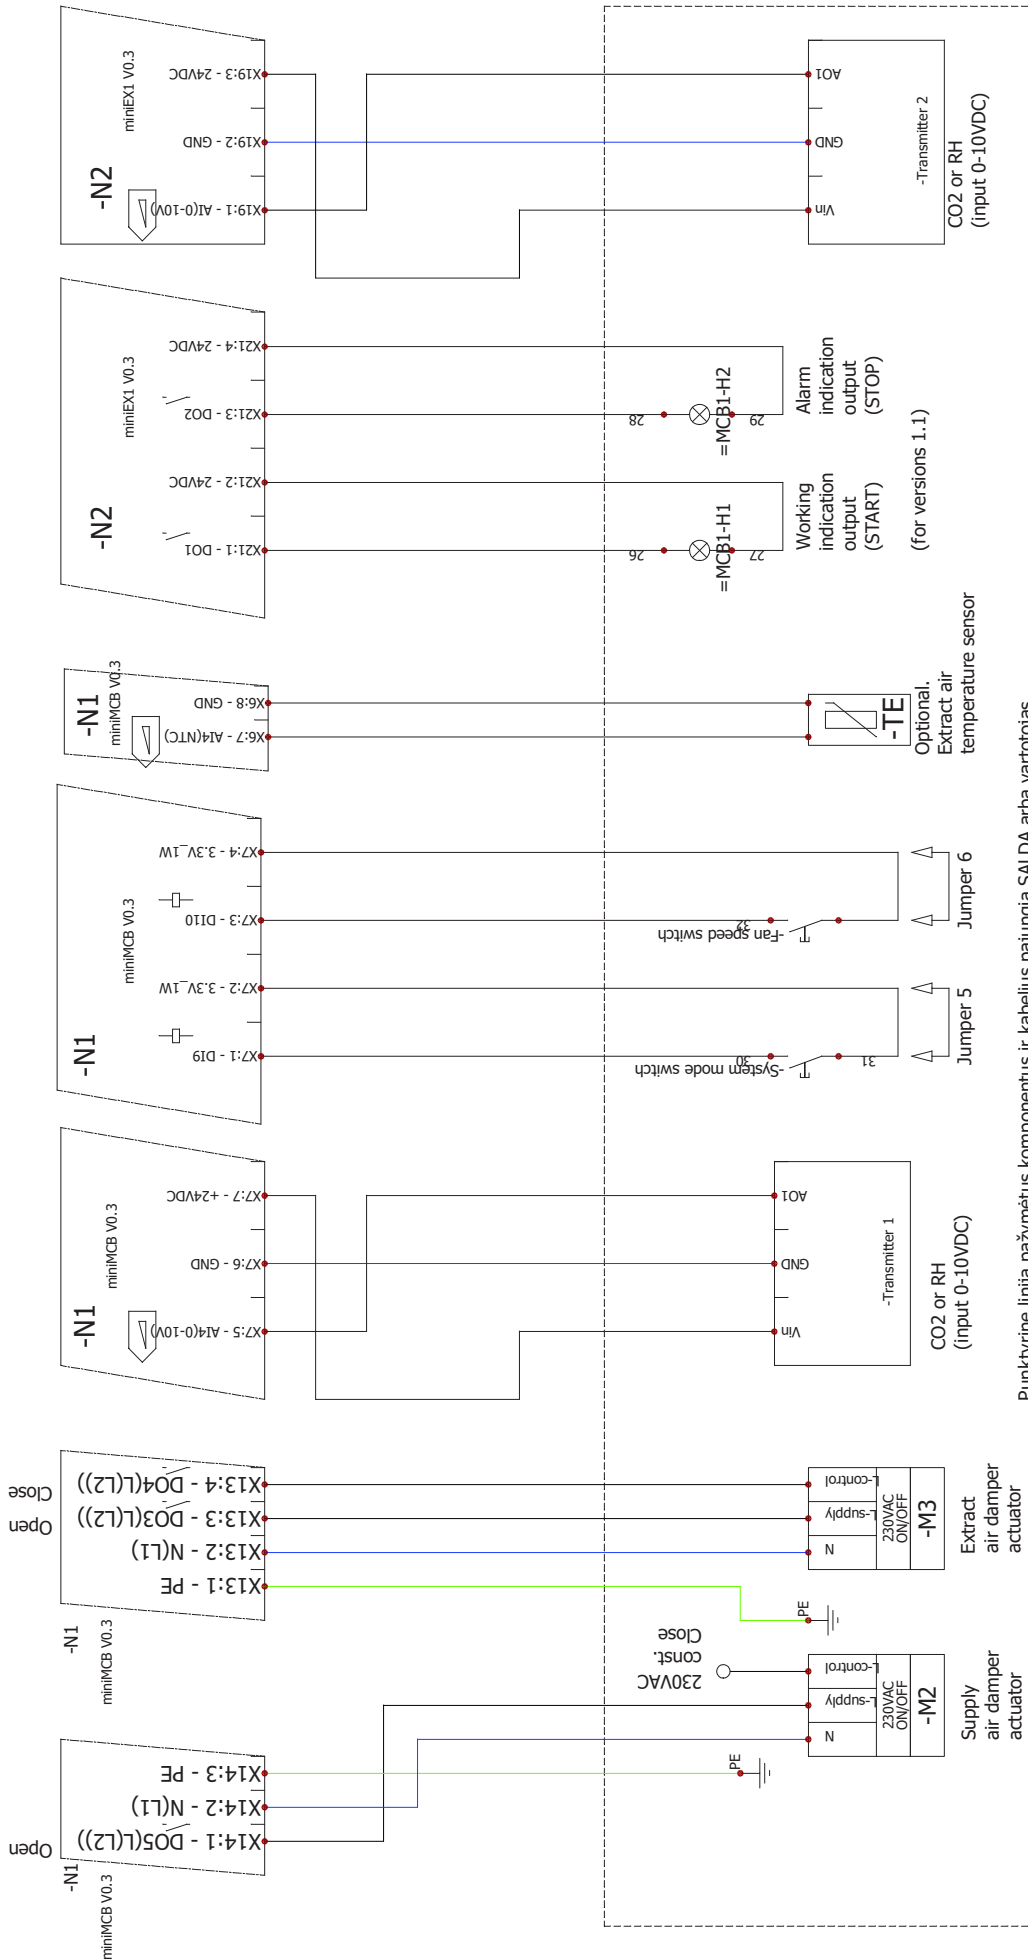 Open
-N1
miniMCB V0.3
X14:1 - DO5(L(L2))
X14:2 - N(L1)
X14:3 - PE
PE
N
L-supply
L-control
230VAC
ON/OFF
-M2
Supply
air damper
actuator
230VAC
const.
Close
Open
Close
-N1
miniMCB V0.3
X13:1 - PE
X13:2 - N(L1)
X13:3 - DO3(L(L2))
X13:4 - DO4(L(L2))
PE
N
L-supply
L-control
230VAC
ON/OFF
-M3
Extract
air damper
actuator
-N1
miniMCB V0.3
X7:5 - AI4(0-10V)
X7:6 - GND
X7:7 - +24VDC
Vin
GND
AO1
-Transmitter 1
CO2 or RH
(input 0-10VDC)
-N1
miniMCB V0.3
X7:1 - DI9
X7:2 - 3.3V_1W
X7:3 - DI10
X7:4 - 3.3V_1W
30
31
-System mode switch
Jumper 5
32
-Fan speed switch
Jumper 6
-N1
miniMCB V0.3
X6:7 - AI4(NTC)
X6:8 - GND
-TE
Optional.
Extract air
temperature sensor
-N2
miniEX1 V0.3
X21:1 - DO1
X21:2 - 24VDC
X21:3 - DO2
X21:4 - 24VDC
26
27
=MCB1-H1
Working
indication
output
(START)
28
29
=MCB1-H2
Alarm
indication
output
(STOP)
(for versions 1.1)
-N2
miniEX1 V0.3
X19:1 - AI(0-10V)
X19:2 - GND
X19:3 - 24VDC
Vin
GND
AO1
-Transmitter 2
CO2 or RH
(input 0-10VDC)
Punktyrine linija pažymėtus komponentus ir kabelius pajungia SALDA arba vartotojas